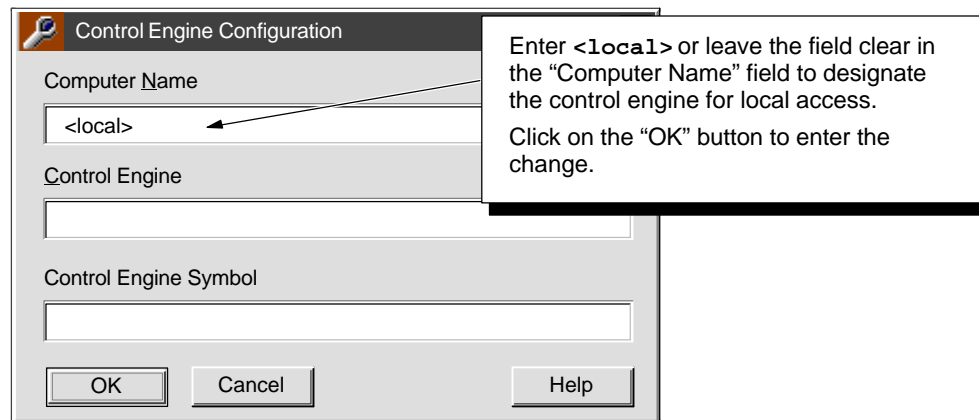 Control Engine Configuration
Computer Name
<local>
Control Engine
Control Engine Symbol
OK Cancel Help
Enter <local> or leave the field clear in
the “Computer Name” field to designate
the control engine for local access.
Click on the “OK” button to enter the
change.